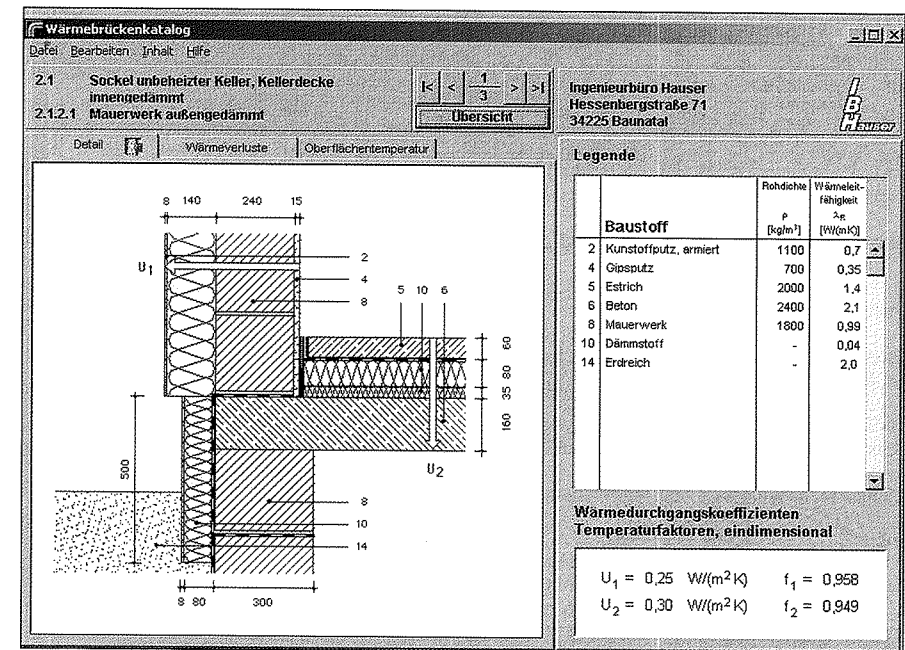 Wärmebrückenkatalog
Datei Bearbeiten Inhalt Hilfe
2.1 Sockel unbeheizter Keller, Kellerdecke
innengedämmt
2.1.2.1 Mauerwerk außengedämmt
I< < 1
3 > >I
Übersicht
Ingenieurbüro Hauser
Hessenbergstraße 71
34225 Baunatal
I
B
Hauser
Detail
Wärmeverluste
Oberflächentemperatur
8 140 240 15
U1
2
4
8
5 10 6
60
80
35
160
U2
500
8
10
14
8 80 300
Legende
Baustoff
Rohdichte
ρ
[kg/m³]
Wärmeleit-
fähigkeit
λR
[W/(mK)]
2 Kunstoffputz, armiert 1100 0,7
4 Gipsputz 700 0,35
5 Estrich 2000 1,4
6 Beton 2400 2,1
8 Mauerwerk 1800 0,99
10 Dämmstoff - 0,04
14 Erdreich - 2,0
Wärmedurchgangskoeffizienten
Temperaturfaktoren, eindimensional
U1 = 0,25 W/(m² K) f1 = 0,958
U2 = 0,30 W/(m² K) f2 = 0,949